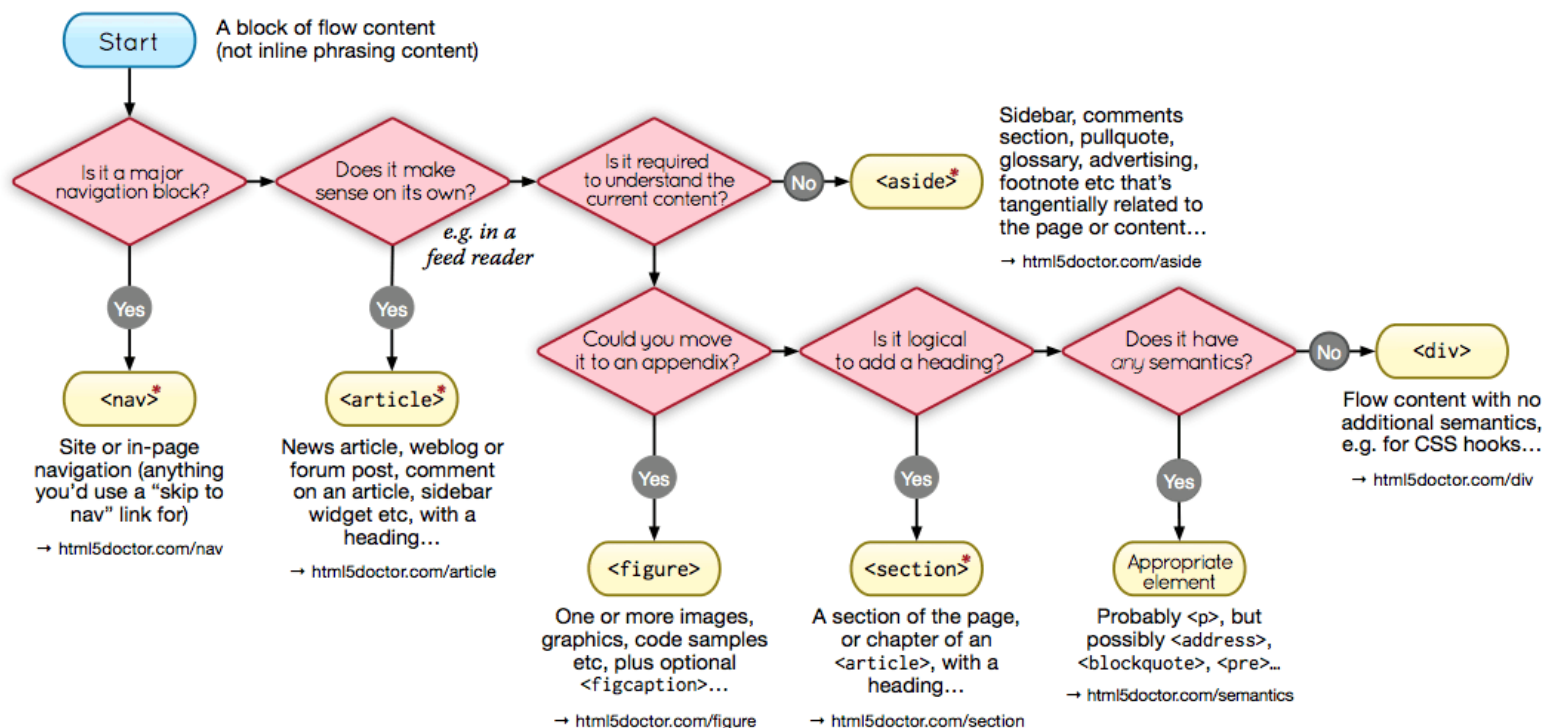 Start
A block of flow content
(not inline phrasing content)
Is it a major
navigation block?
Does it make
sense on its own?
e.g. in a
feed reader
Is it required
to understand the
current content?
No
<aside>*
Sidebar, comments
section, pullquote,
glossary, advertising,
footnote etc that's
tangentially related to
the page or content…
→ html5doctor.com/aside
Yes
<nav>*
Site or in-page
navigation (anything
you'd use a “skip to
nav” link for)
→ html5doctor.com/nav
Yes
<article>*
News article, weblog or
forum post, comment
on an article, sidebar
widget etc, with a
heading…
→ html5doctor.com/article
Could you move
it to an appendix?
Yes
<figure>
One or more images,
graphics, code samples
etc, plus optional
<figcaption>…
→ html5doctor.com/figure
Is it logical
to add a heading?
Yes
<section>*
A section of the page,
or chapter of an
<article>, with a
heading…
→ html5doctor.com/section
Does it have
any semantics?
Yes
Appropriate
element
Probably <p>, but
possibly <address>,
<blockquote>, <pre>…
→ html5doctor.com/semantics
No
<div>
Flow content with no
additional semantics,
e.g. for CSS hooks…
→ html5doctor.com/div